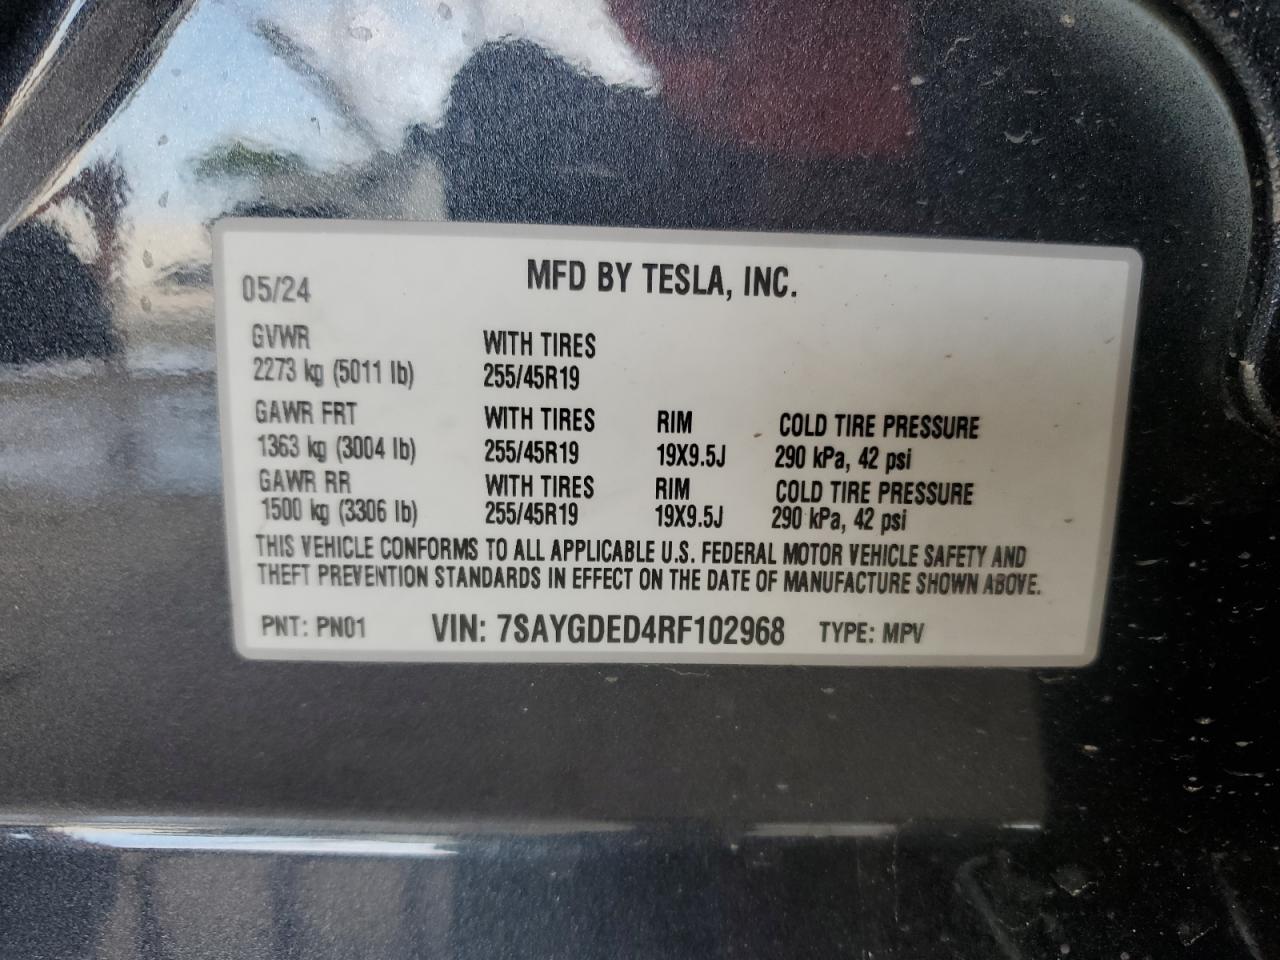 05/24 MFD BY TESLA, INC.
GVWR WITH TIRES
2273 kg (5011 lb) 255/45R19
GAWR FRT WITH TIRES RIM COLD TIRE PRESSURE
1363 kg (3004 lb) 255/45R19 19X9.5J 290 kPa, 42 psi
GAWR RR WITH TIRES RIM COLD TIRE PRESSURE
1500 kg (3306 lb) 255/45R19 19X9.5J 290 kPa, 42 psi
THIS VEHICLE CONFORMS TO ALL APPLICABLE U.S. FEDERAL MOTOR VEHICLE SAFETY AND
THEFT PREVENTION STANDARDS IN EFFECT ON THE DATE OF MANUFACTURE SHOWN ABOVE.
PNT: PN01 VIN: 7SAYGDED4RF102968 TYPE: MPV